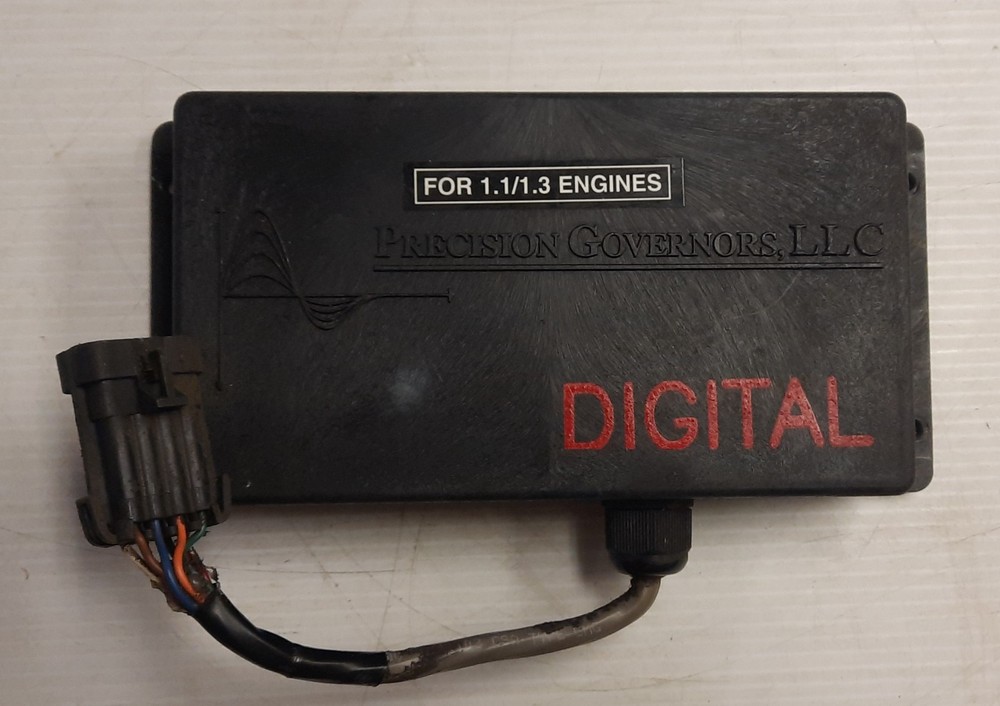 FOR 1.1/1.3 ENGINES
PRECISION GOVERNORS, LLC
DIGITAL